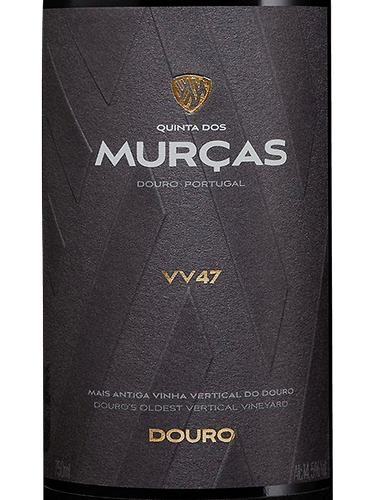 QUINTA DOS
MURÇAS
DOURO · PORTUGAL
VV47
MAIS ANTIGA VINHA VERTICAL DO DOURO
DOURO'S OLDEST VERTICAL VINEYARD
DOURO